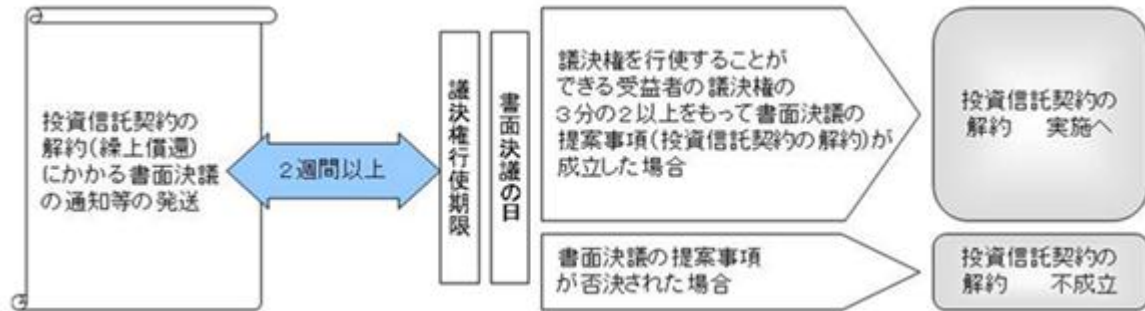 投資信託契約の
解約(繰上償還)
にかかる書面決議
の通知等の発送
2週間以上
議決権行使期限
書面決議の日
議決権を行使することが
できる受益者の議決権の
3分の2以上をもって書面決議の
提案事項(投資信託契約の解約)が
成立した場合
投資信託契約の
解約　実施へ
書面決議の提案事項
が否決された場合
投資信託契約の
解約　不成立